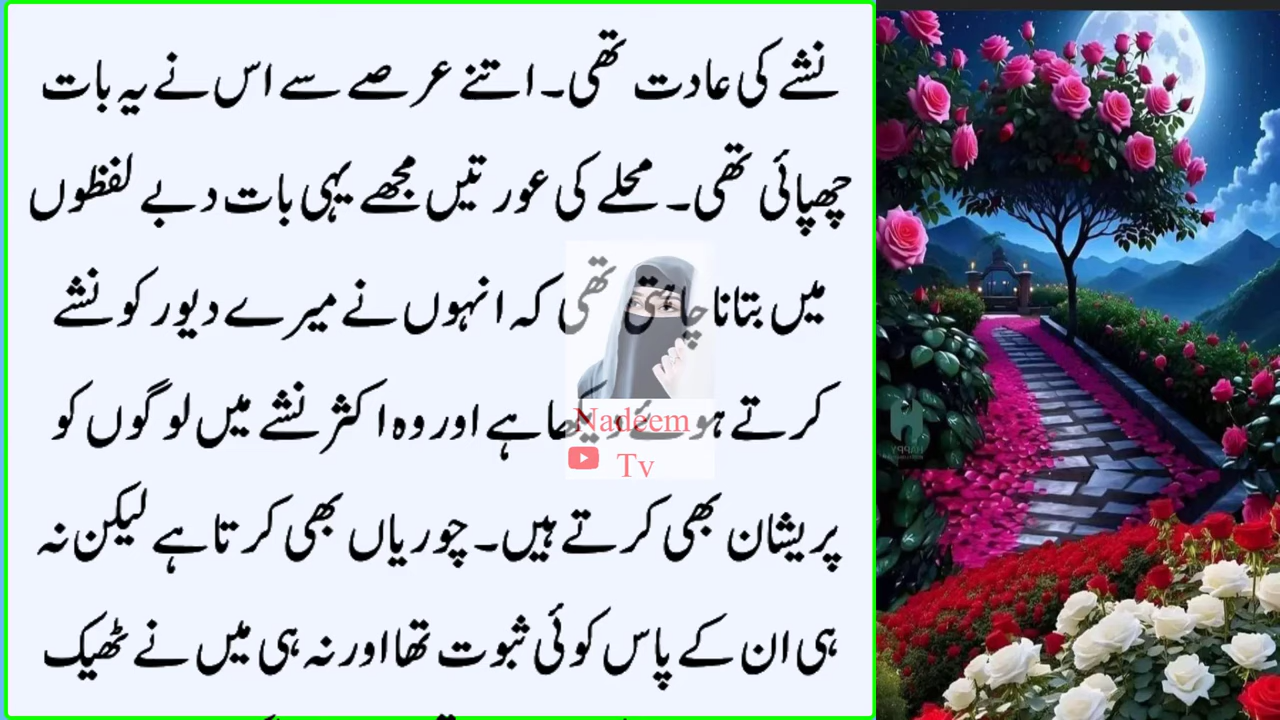 نشے کی عادت تھی۔ اتنے عرصے سے اس نے یہ بات
چھپائی تھی۔ محلے کی عورتیں مجھے یہی بات دبے لفظوں
میں بتانا چاہتی تھی کہ انہوں نے میرے دیور کو نشے
کرتے ہوئے دیکھا ہے اور وہ اکثر نشے میں لوگوں کو
پریشان بھی کرتے ہیں۔ چوریاں بھی کرتا ہے لیکن نہ
ہی ان کے پاس کوئی ثبوت تھا اور نہ ہی میں نے ٹھیک
Nadeem
Tv